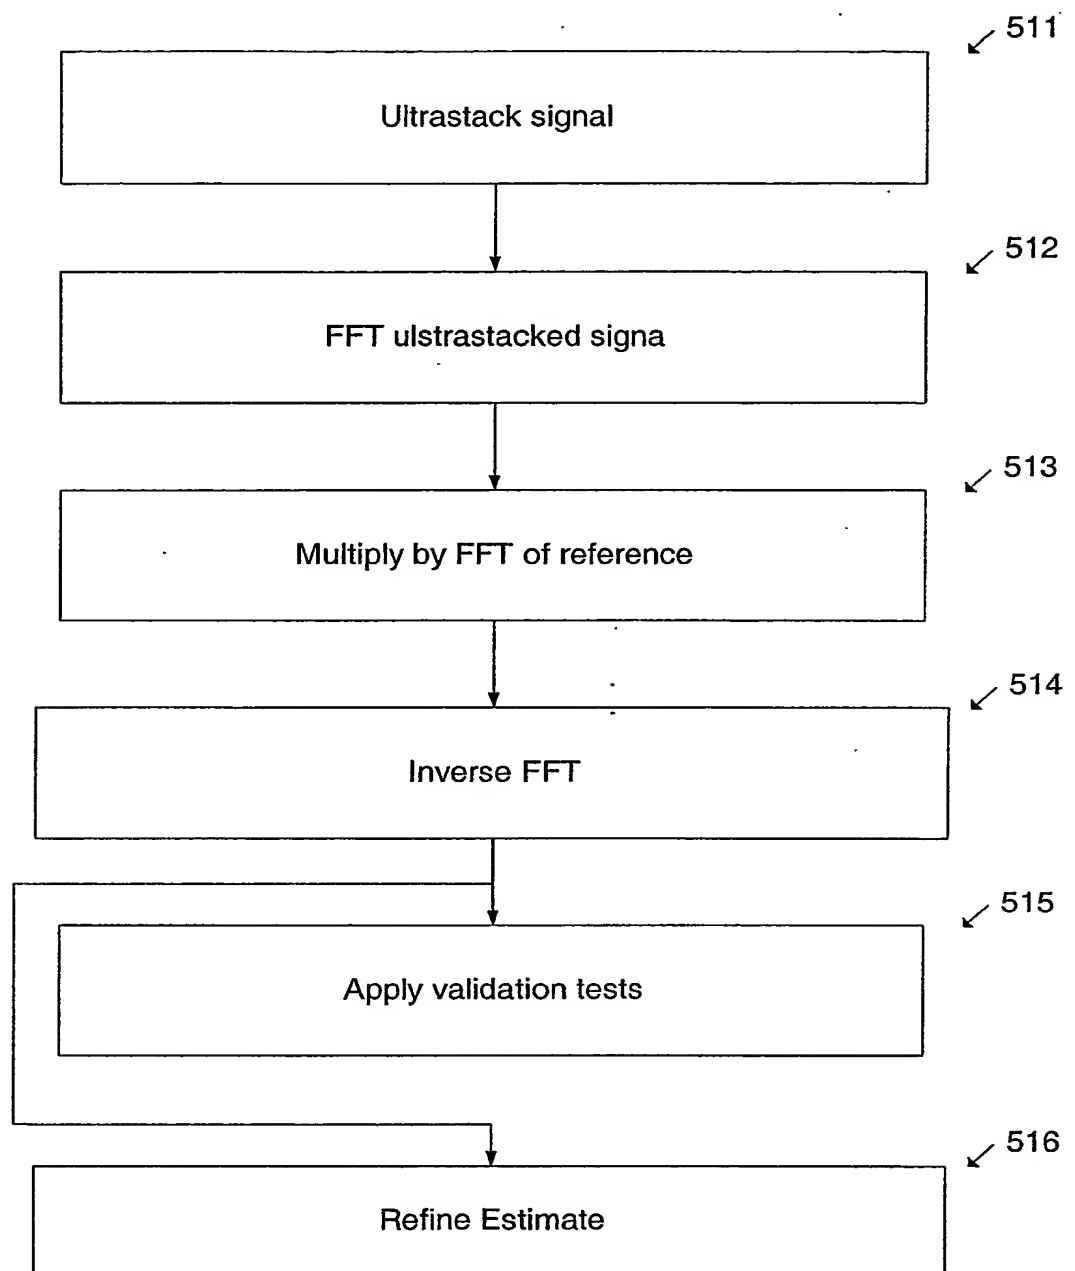 511
Ultrastack signal
512
FFT ulstrastacked signa
513
Multiply by FFT of reference
514
Inverse FFT
515
Apply validation tests
516
Refine Estimate